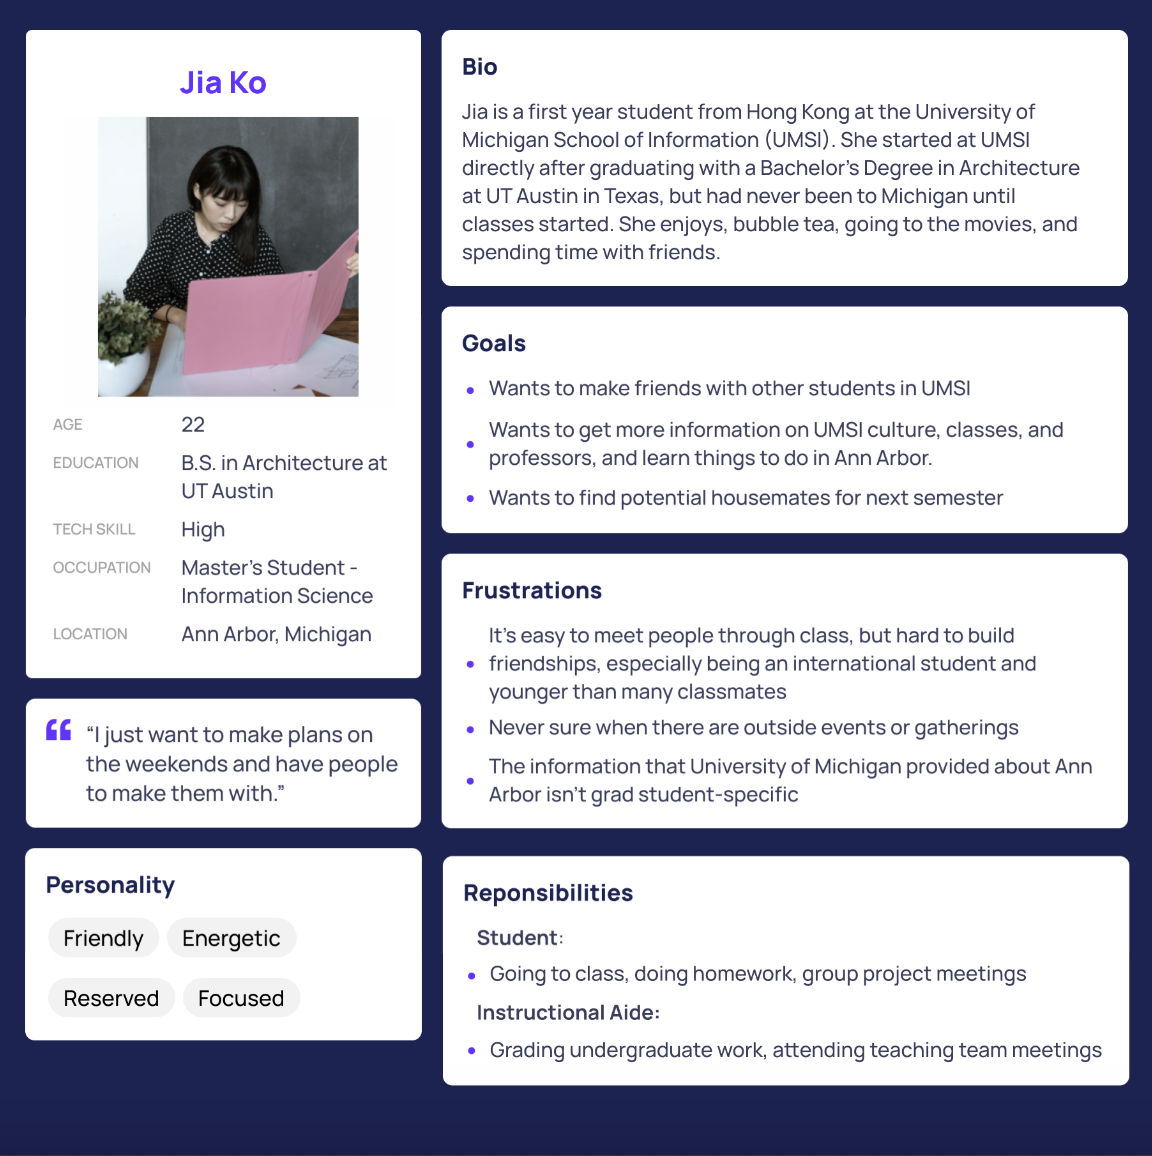 Jia Ko
AGE 22
EDUCATION B.S. in Architecture at
UT Austin
TECH SKILL High
OCCUPATION Master's Student -
Information Science
LOCATION Ann Arbor, Michigan
“I just want to make plans on
the weekends and have people
to make them with.”
Personality
Friendly Energetic
Reserved Focused
Bio
Jia is a first year student from Hong Kong at the University of
Michigan School of Information (UMSI). She started at UMSI
directly after graduating with a Bachelor's Degree in Architecture
at UT Austin in Texas, but had never been to Michigan until
classes started. She enjoys, bubble tea, going to the movies, and
spending time with friends.
Goals
• Wants to make friends with other students in UMSI
• Wants to get more information on UMSI culture, classes, and
professors, and learn things to do in Ann Arbor.
• Wants to find potential housemates for next semester
Frustrations
• It's easy to meet people through class, but hard to build
friendships, especially being an international student and
younger than many classmates
• Never sure when there are outside events or gatherings
• The information that University of Michigan provided about Ann
Arbor isn't grad student-specific
Reponsibilities
Student:
• Going to class, doing homework, group project meetings
Instructional Aide:
• Grading undergraduate work, attending teaching team meetings